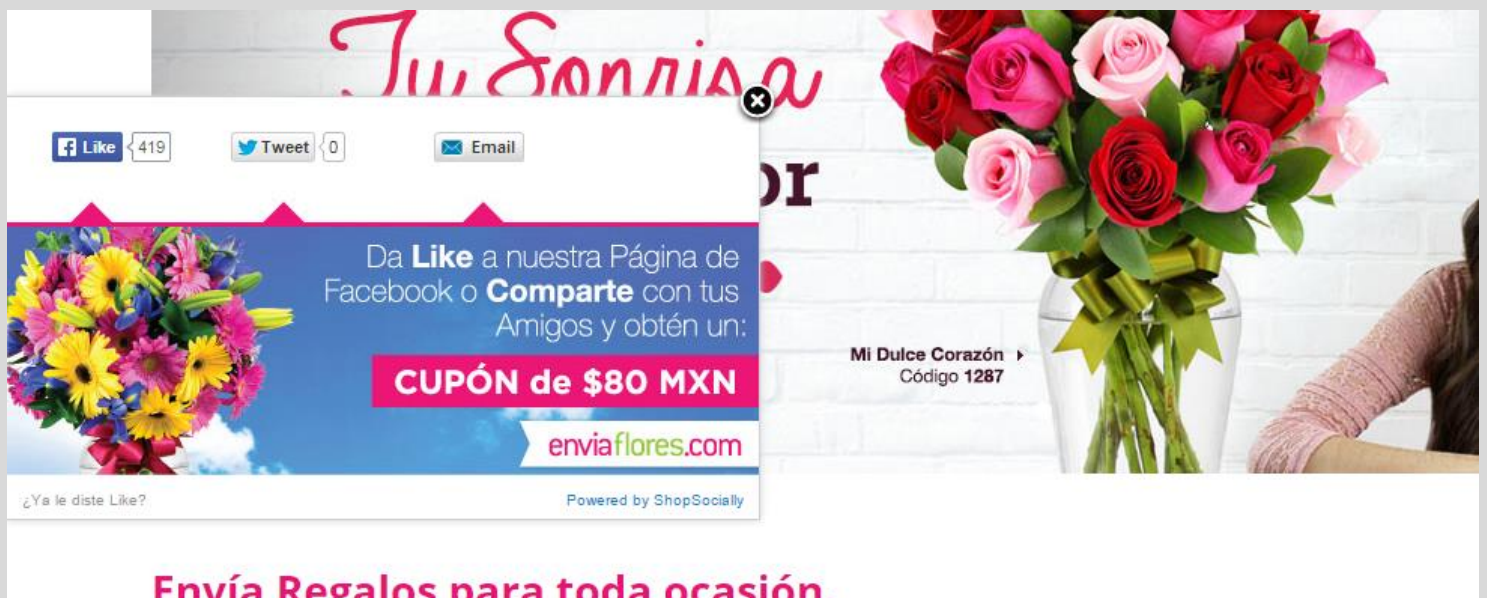 Tu Sonrisa
Like 419
Tweet 0
Email
or
Da Like a nuestra Página de
Facebook o Comparte con tus
Amigos y obtén un:
CUPÓN de $80 MXN
enviaflores.com
¿Ya le diste Like?
Powered by ShopSocially
Mi Dulce Corazón
Código 1287
Envía Regalos para toda ocasión